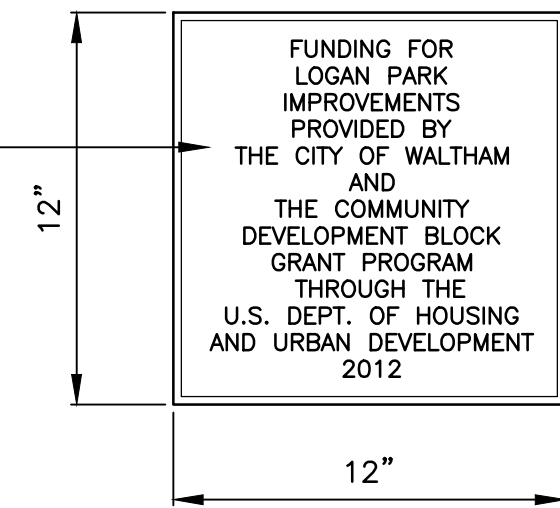 FUNDING FOR
LOGAN PARK
IMPROVEMENTS
PROVIDED BY
THE CITY OF WALTHAM
AND
THE COMMUNITY
DEVELOPMENT BLOCK
GRANT PROGRAM
THROUGH THE
U.S. DEPT. OF HOUSING
AND URBAN DEVELOPMENT
2012
12"
12"